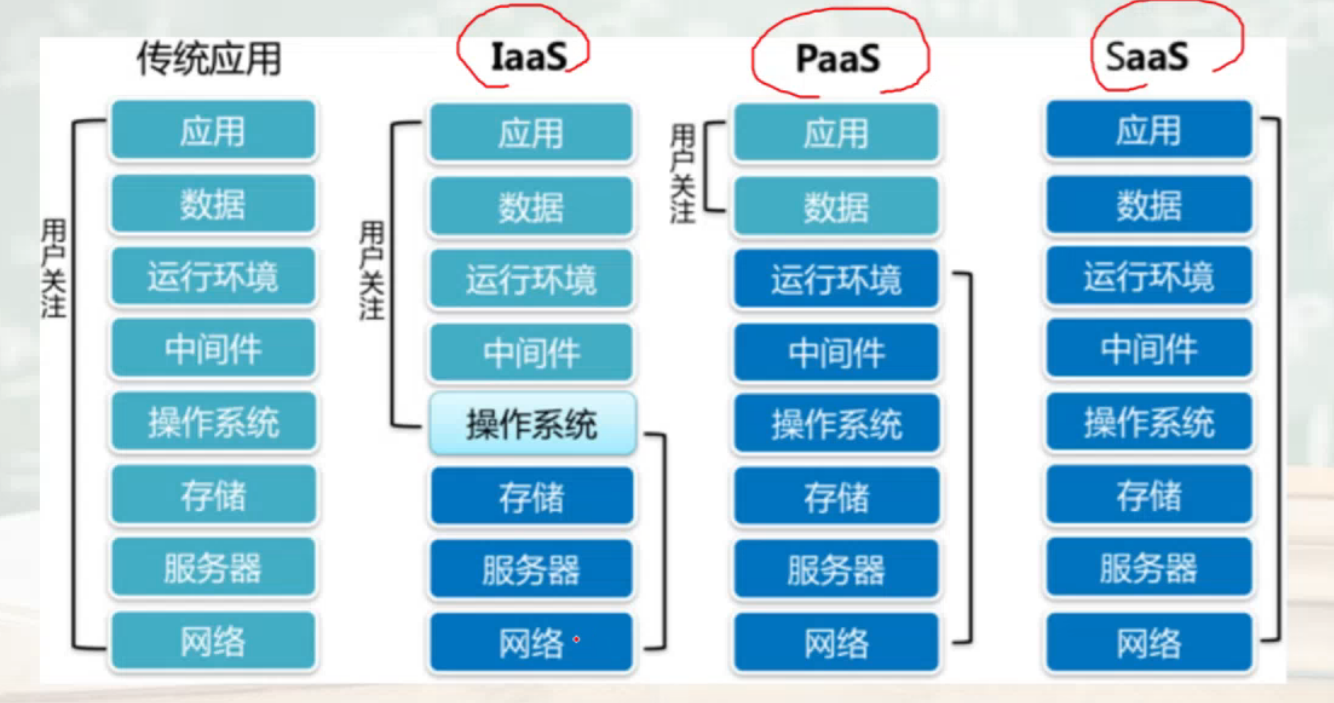 传统应用
IaaS
PaaS
SaaS
用户关注
应用
数据
运行环境
中间件
操作系统
存储
服务器
网络
用户关注
应用
数据
运行环境
中间件
操作系统
存储
服务器
网络
用户关注
应用
数据
运行环境
中间件
操作系统
存储
服务器
网络
应用
数据
运行环境
中间件
操作系统
存储
服务器
网络